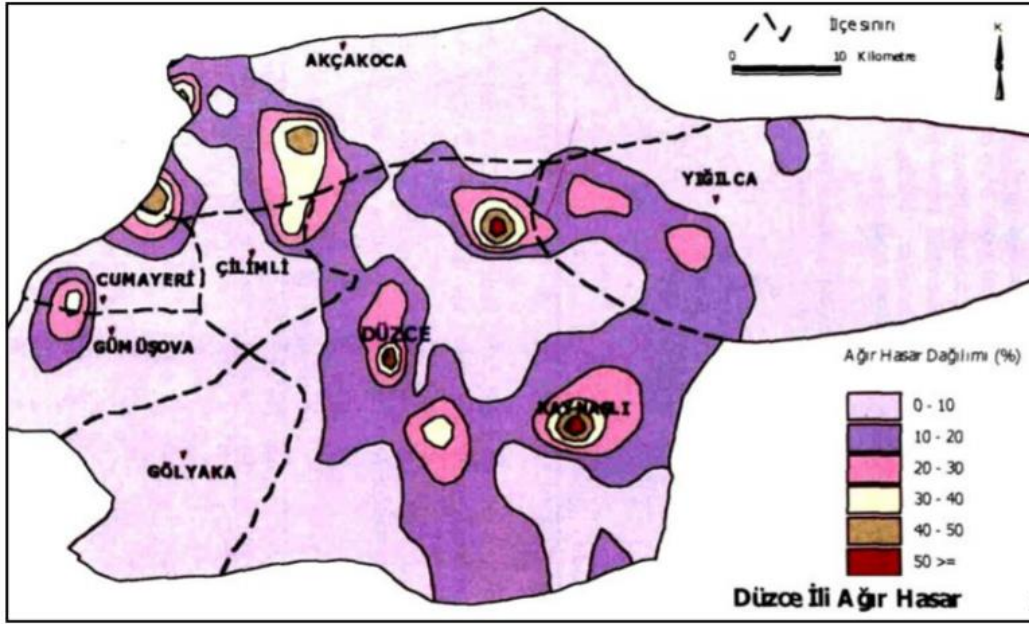 İlçe sınırı
K
0 10 Kilometre
AKÇAKOCA
YIĞILCA
ÇİLİMLİ
CUMAYERİ
DÜZCE
GÜMÜŞOVA
KAYNAŞLI
GÖLYAKA
Ağır Hasar Dağılımı (%)
0 - 10
10 - 20
20 - 30
30 - 40
40 - 50
50 >=
Düzce İli Ağır Hasar